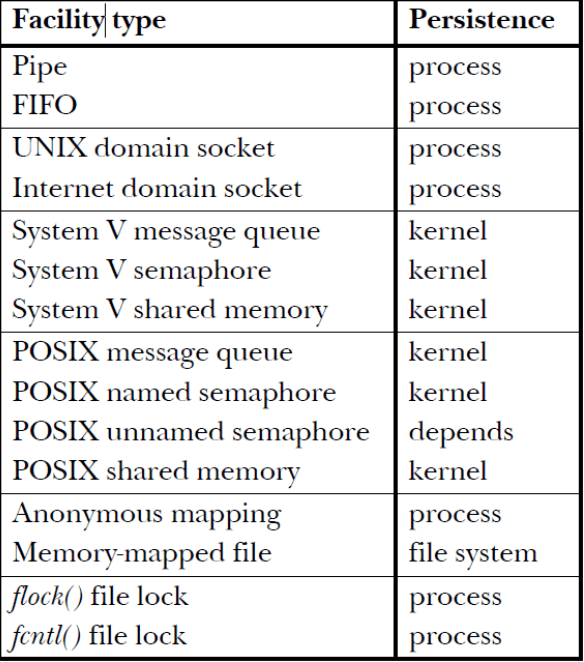 Facility type Persistence
Pipe process
FIFO process
UNIX domain socket process
Internet domain socket process
System V message queue kernel
System V semaphore kernel
System V shared memory kernel
POSIX message queue kernel
POSIX named semaphore kernel
POSIX unnamed semaphore depends
POSIX shared memory kernel
Anonymous mapping process
Memory-mapped file file system
flock() file lock process
fcntl() file lock process